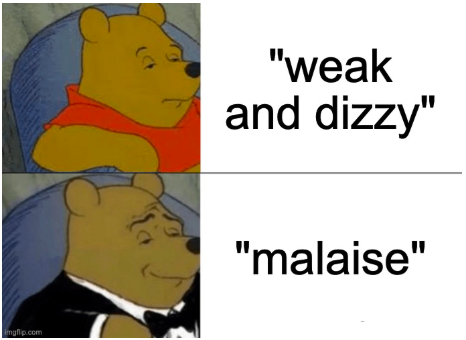 "weak
and dizzy"
"malaise"
imgflip.com